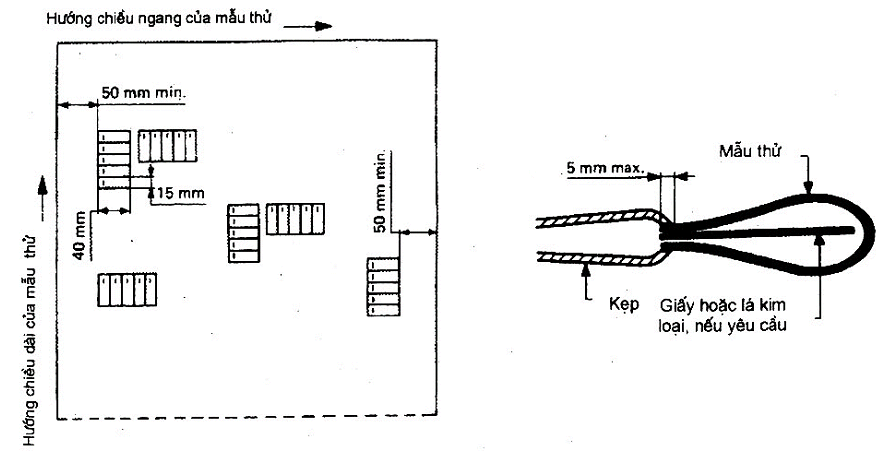 Hướng chiều ngang của mẫu thử
50 mm min.
15 mm
40 mm
50 mm min.
Hướng chiều dài của mẫu thử
5 mm max.
Mẫu thử
Kẹp
Giấy hoặc lá kim
loại, nếu yêu cầu